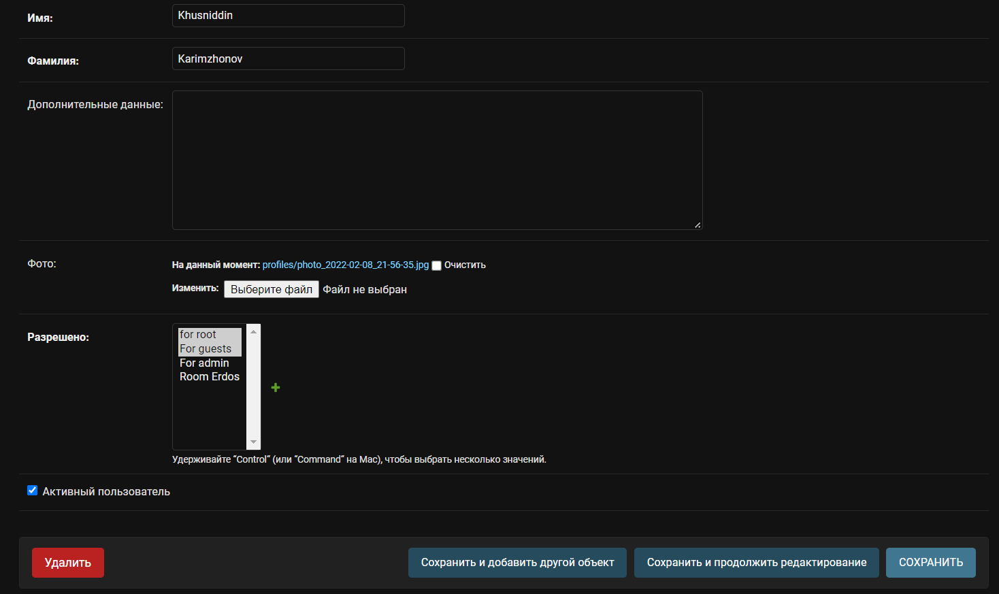 Имя: Khusniddin
Фамилия: Karimzhonov
Дополнительные данные:
Фото: На данный момент: profiles/photo_2022-02-08_21-56-35.jpg Очистить
Изменить: Выберите файл Файл не выбран
Разрешено: for root
For guests
For admin
Room Erdos
Удерживайте “Control“ (или “Command“ на Mac), чтобы выбрать несколько значений.
Активный пользователь
Удалить Сохранить и добавить другой объект Сохранить и продолжить редактирование СОХРАНИТЬ